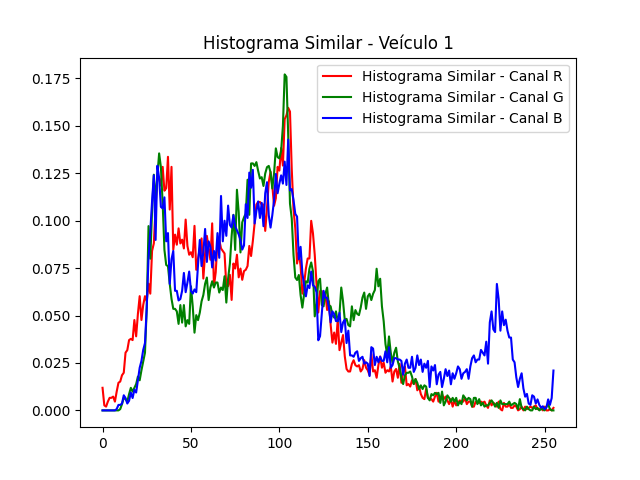 Histograma Similar - Veículo 1
Histograma Similar - Canal R
Histograma Similar - Canal G
Histograma Similar - Canal B
0.175
0.150
0.125
0.100
0.075
0.050
0.025
0.000
0 50 100 150 200 250